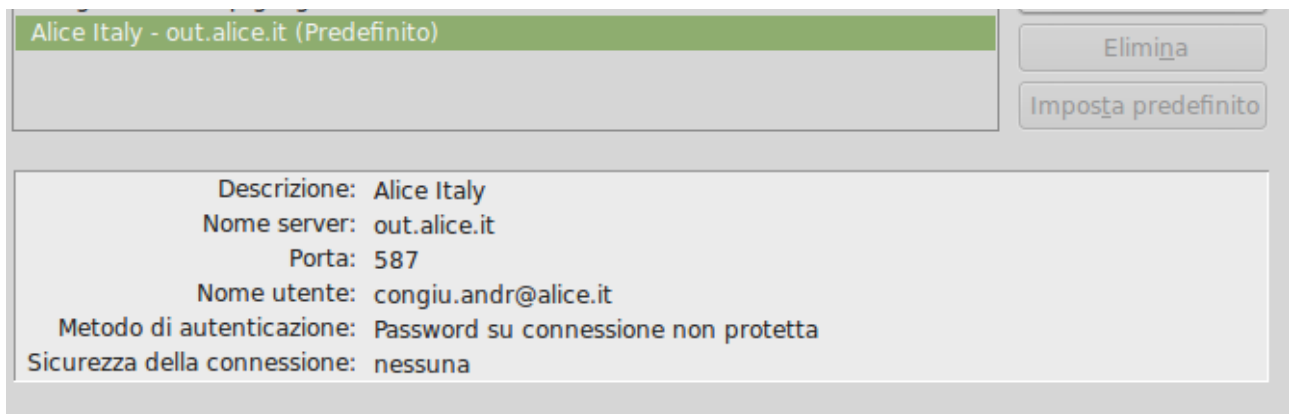 Alice Italy - out.alice.it (Predefinito)
Elimina
Imposta predefinito
Descrizione: Alice Italy
Nome server: out.alice.it
Porta: 587
Nome utente: congiu.andr@alice.it
Metodo di autenticazione: Password su connessione non protetta
Sicurezza della connessione: nessuna